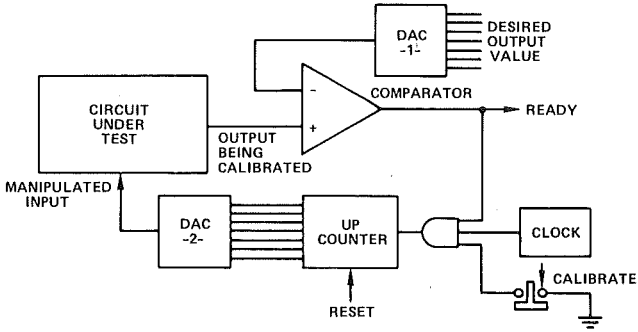 DAC
-1-
DESIRED
OUTPUT
VALUE
-
COMPARATOR
CIRCUIT
UNDER
TEST
+
READY
OUTPUT
BEING
CALIBRATED
MANIPULATED
INPUT
DAC
-2-
UP
COUNTER
CLOCK
CALIBRATE
RESET